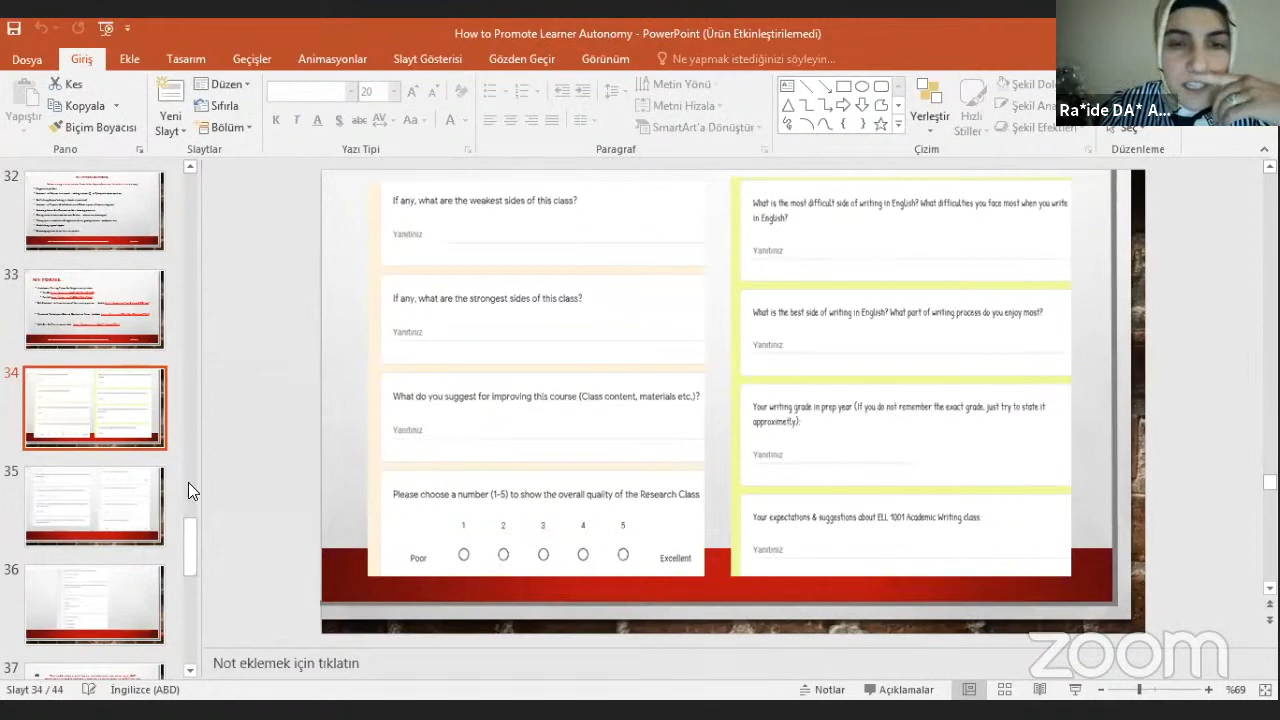 How to Promote Learner Autonomy - PowerPoint (Ürün Etkinleştirilemedi)
Dosya
Giriş
Ekle
Tasarım
Geçişler
Animasyonlar
Slayt Gösterisi
Gözden Geçir
Görünüm
Ne yapmak istediğinizi söyleyin...
Yapıştır
Kes
Kopyala
Biçim Boyacısı
Pano
Yeni
Slayt
Düzen
Sıfırla
Bölüm
Slaytlar
20
K T A S abc AV Aa A
Yazı Tipi
Metin Yönü
Metni Hizala
SmartArt'a Dönüştür
Paragraf
Yerleştir
Hızlı
Stiller
Şekil Dol
Şekil Ana
Şekil Efektleri
Çizim
Seç
Düzenleme
Ra*ide DA* A...
32
33
34
35
36
37
If any, what are the weakest sides of this class?
Yanıtınız
If any, what are the strongest sides of this class?
Yanıtınız
What do you suggest for improving this course (Class content, materials etc.)?
Yanıtınız
Please choose a number (1-5) to show the overall quality of the Research Class
1 2 3 4 5
Poor Excellent
What is the most difficult side of writing in English? What difficulties you face most when you write
in English?
Yanıtınız
What is the best side of writing in English? What part of writing process do you enjoy most?
Yanıtınız
Your writing grade in prep year (If you do not remember the exact grade, just try to state it
approximetly):
Yanıtınız
Your expectations & suggestions about ELL 1001 Academic Writing class:
Yanıtınız
zoom
Not eklemek için tıklatın
Slayt 34 / 44
İngilizce (ABD)
Notlar
Açıklamalar
%69